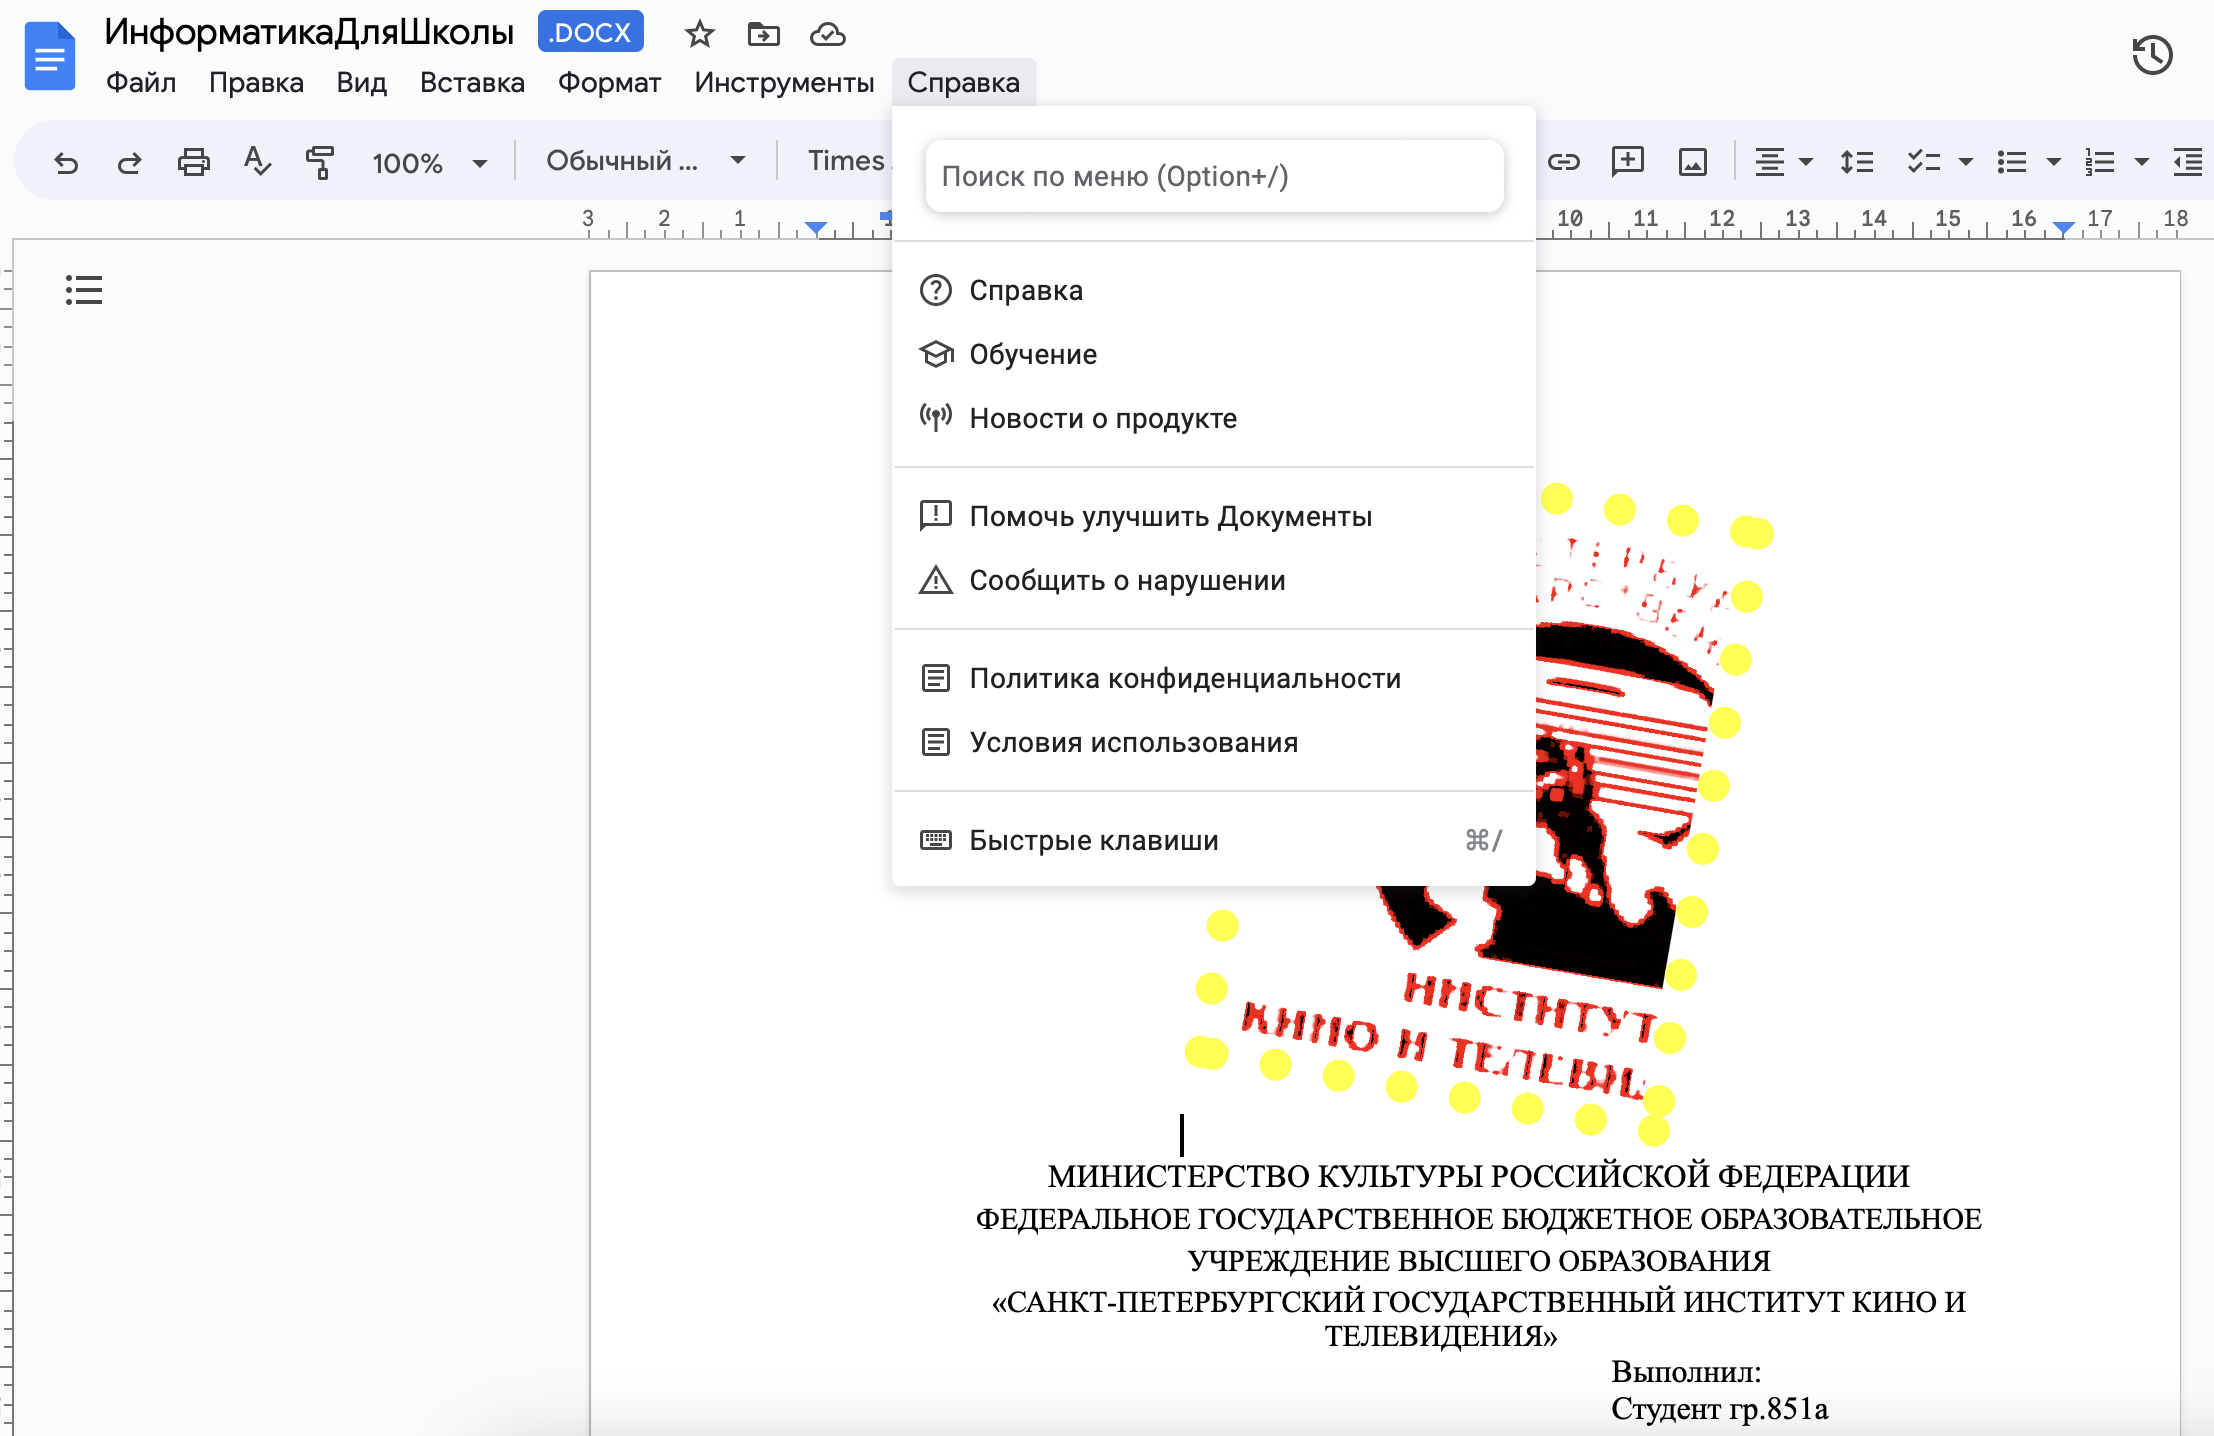 ИнформатикаДляШколы .DOCX
Файл Правка Вид Вставка Формат Инструменты Справка
100% Обычный ... Times
Поиск по меню (Option+/)
3 2 1 10 11 12 13 14 15 16 17 18
Справка
Обучение
Новости о продукте
Помочь улучшить Документы
Сообщить о нарушении
Политика конфиденциальности
Условия использования
Быстрые клавиши ⌘/
ИНСТИТУТ
КИНО И ТЕЛЕВИ
МИНИСТЕРСТВО КУЛЬТУРЫ РОССИЙСКОЙ ФЕДЕРАЦИИ
ФЕДЕРАЛЬНОЕ ГОСУДАРСТВЕННОЕ БЮДЖЕТНОЕ ОБРАЗОВАТЕЛЬНОЕ
УЧРЕЖДЕНИЕ ВЫСШЕГО ОБРАЗОВАНИЯ
«САНКТ-ПЕТЕРБУРГСКИЙ ГОСУДАРСТВЕННЫЙ ИНСТИТУТ КИНО И
ТЕЛЕВИДЕНИЯ»
Выполнил:
Студент гр.851а